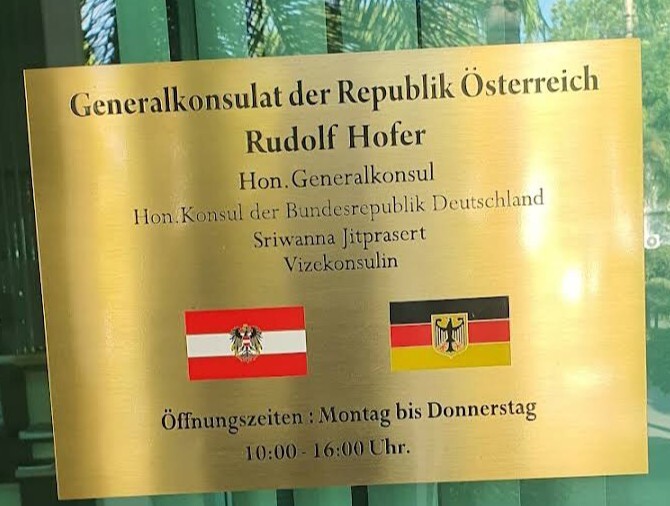 Generalkonsulat der Republik Österreich
Rudolf Hofer
Hon.Generalkonsul
Hon.Konsul der Bundesrepublik Deutschland
Sriwanna Jitprasert
Vizekonsulin
Öffnungszeiten : Montag bis Donnerstag
10:00 - 16:00 Uhr.